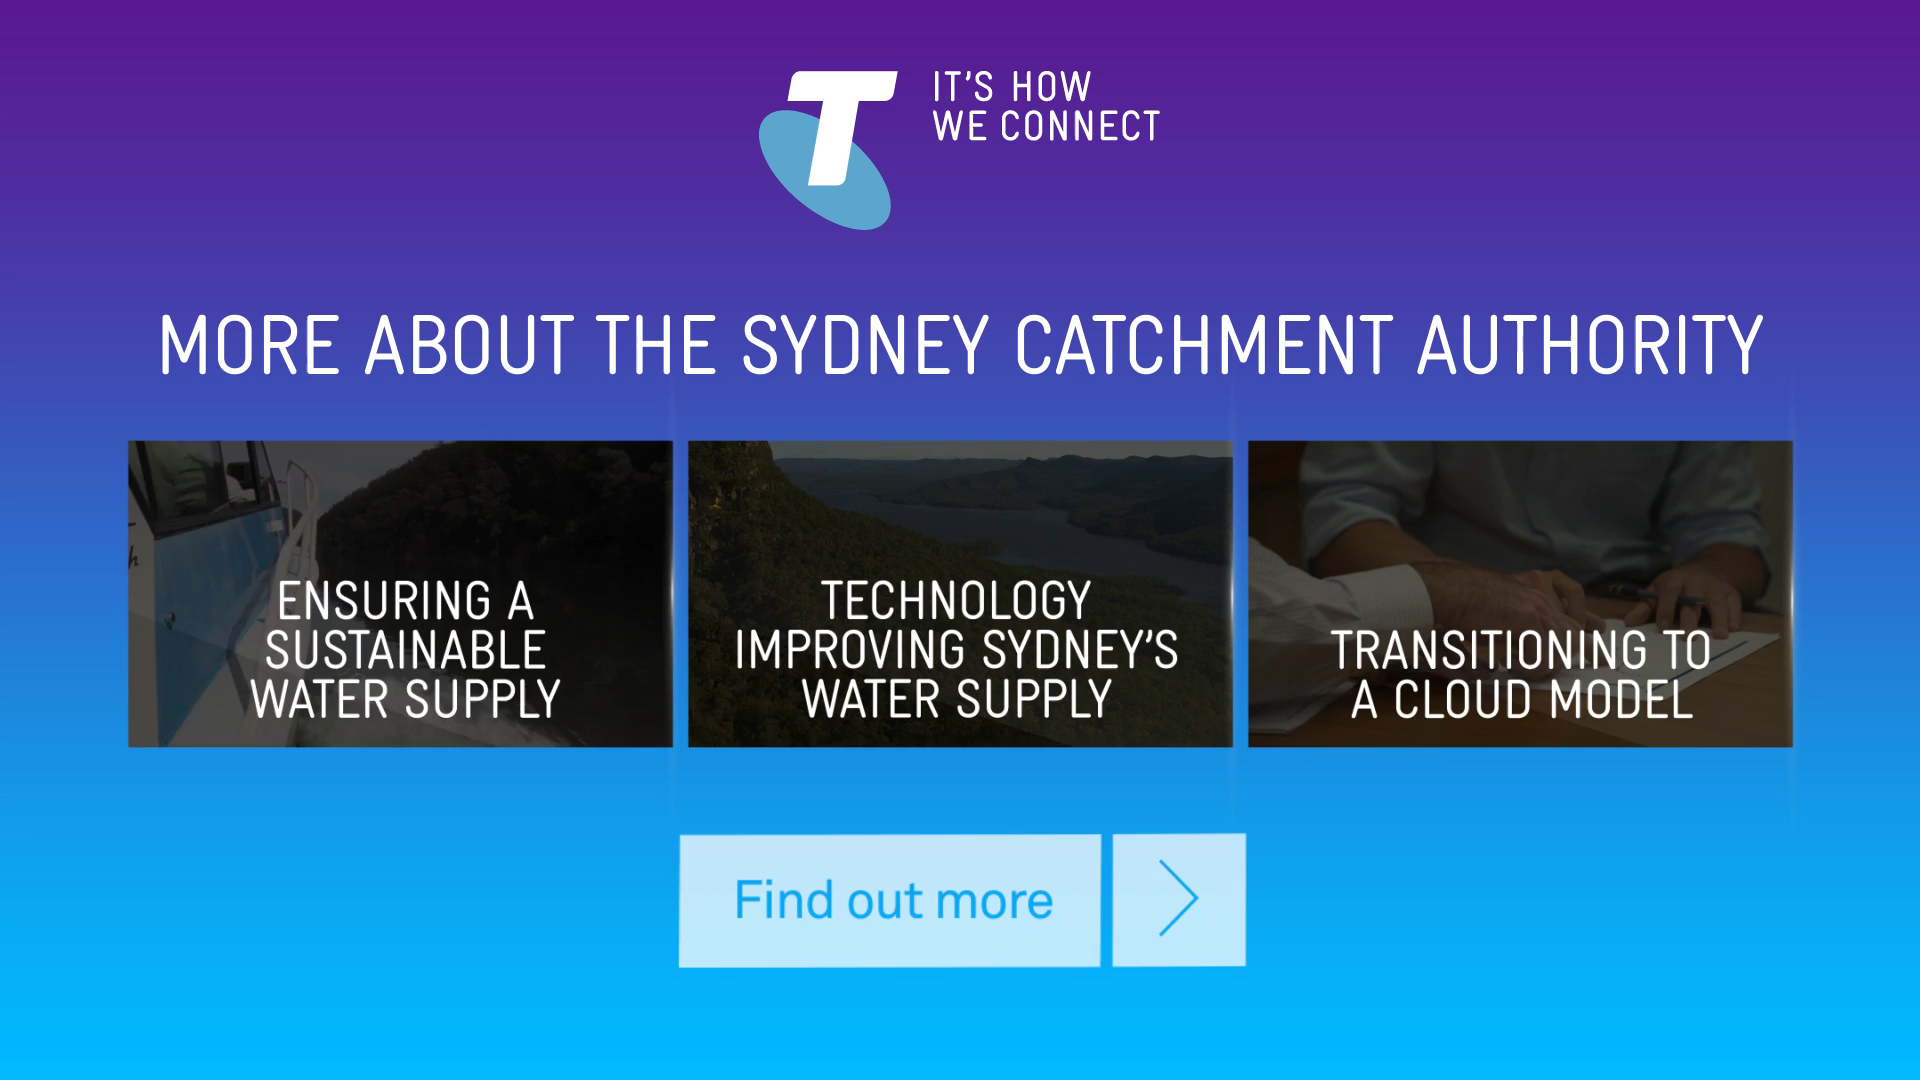 T
IT'S HOW
WE CONNECT
MORE ABOUT THE SYDNEY CATCHMENT AUTHORITY
ENSURING A
SUSTAINABLE
WATER SUPPLY
TECHNOLOGY
IMPROVING SYDNEY'S
WATER SUPPLY
TRANSITIONING TO
A CLOUD MODEL
Find out more